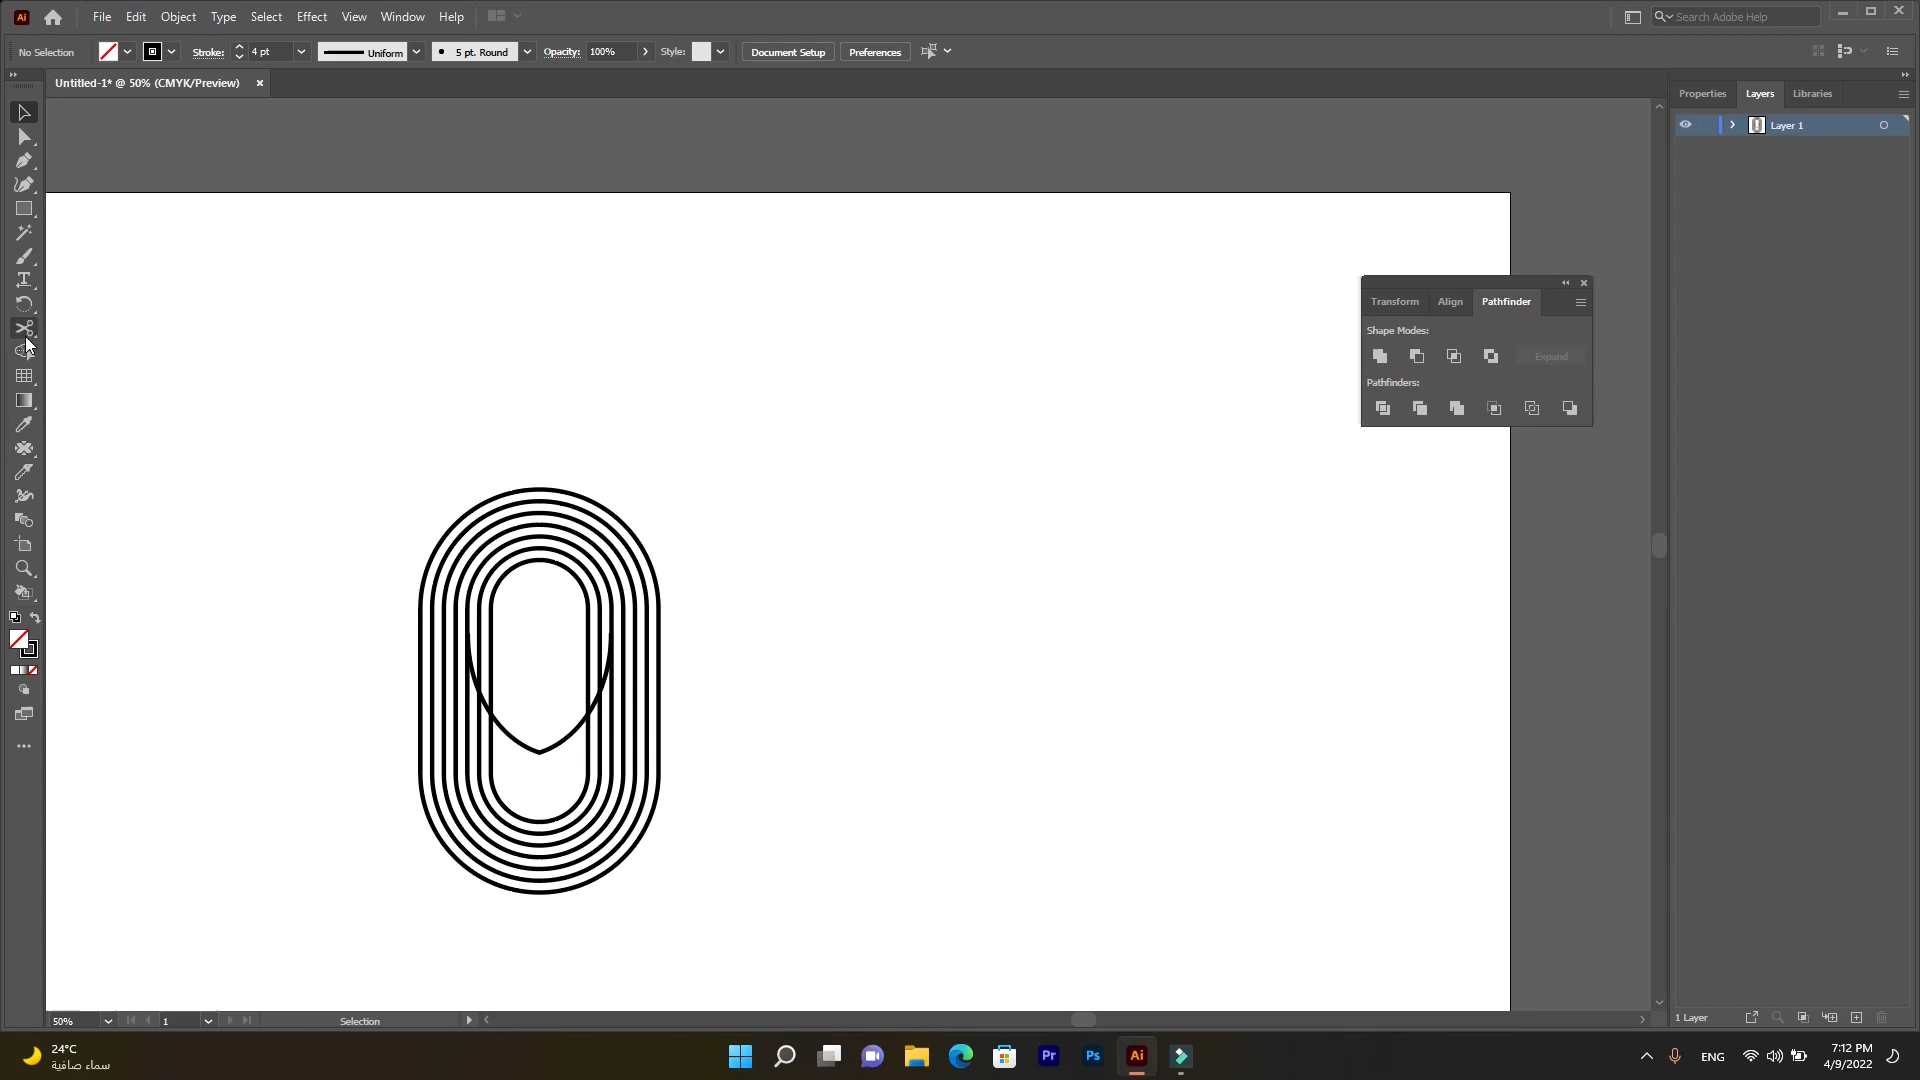 Ai File Edit Object Type Select Effect View Window Help Search Adobe Help
No Selection Stroke: 4 pt Uniform 5 pt. Round Opacity: 100% Style: Document Setup Preferences
Untitled-1* @ 50% (CMYK/Preview)
Properties Layers Libraries
Layer 1
Transform Align Pathfinder
Shape Modes:
Expand
Pathfinders:
50% 1 Selection
1 Layer
24°C
سماء صافية
Pr Ps Ai
ENG
7:12 PM
4/9/2022